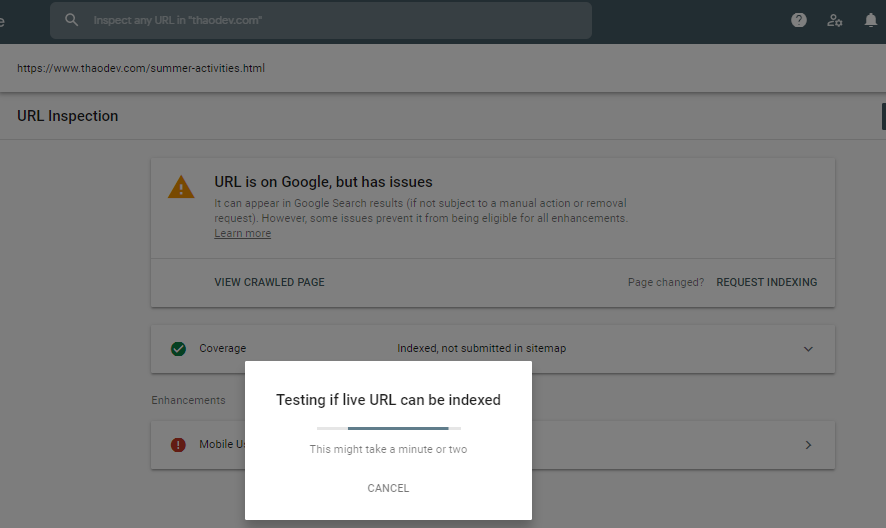 Inspect any URL in "thaodev.com"
https://www.thaodev.com/summer-activities.html
URL Inspection
URL is on Google, but has issues
It can appear in Google Search results (if not subject to a manual action or removal
request). However, some issues prevent it from being eligible for all enhancements.
Learn more
VIEW CRAWLED PAGE
Page changed? REQUEST INDEXING
Coverage
Indexed, not submitted in sitemap
Enhancements
Mobile
Testing if live URL can be indexed
This might take a minute or two
CANCEL